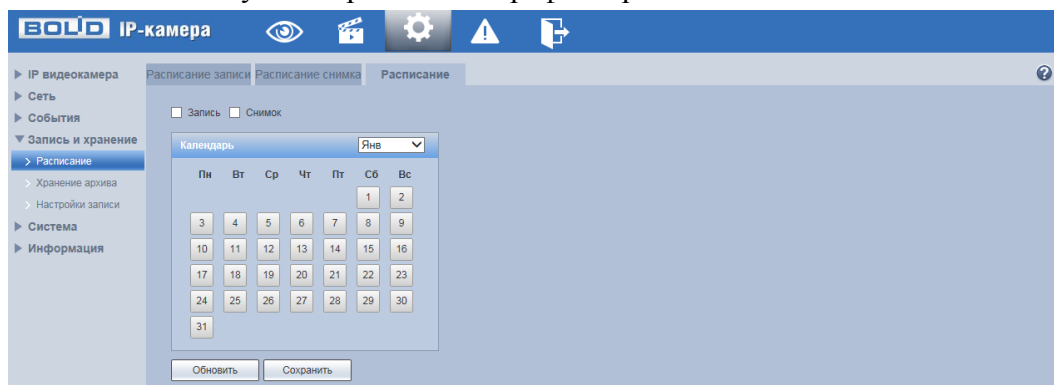 BOLID IP-камера
IP видеокамера
Сеть
События
Запись и хранение
Расписание
Хранение архива
Настройки записи
Система
Информация
Расписание записи Расписание снимка Расписание
Запись Снимок
Календарь Янв
Пн Вт Ср Чт Пт Сб Вс
1 2
3 4 5 6 7 8 9
10 11 12 13 14 15 16
17 18 19 20 21 22 23
24 25 26 27 28 29 30
31
Обновить Сохранить